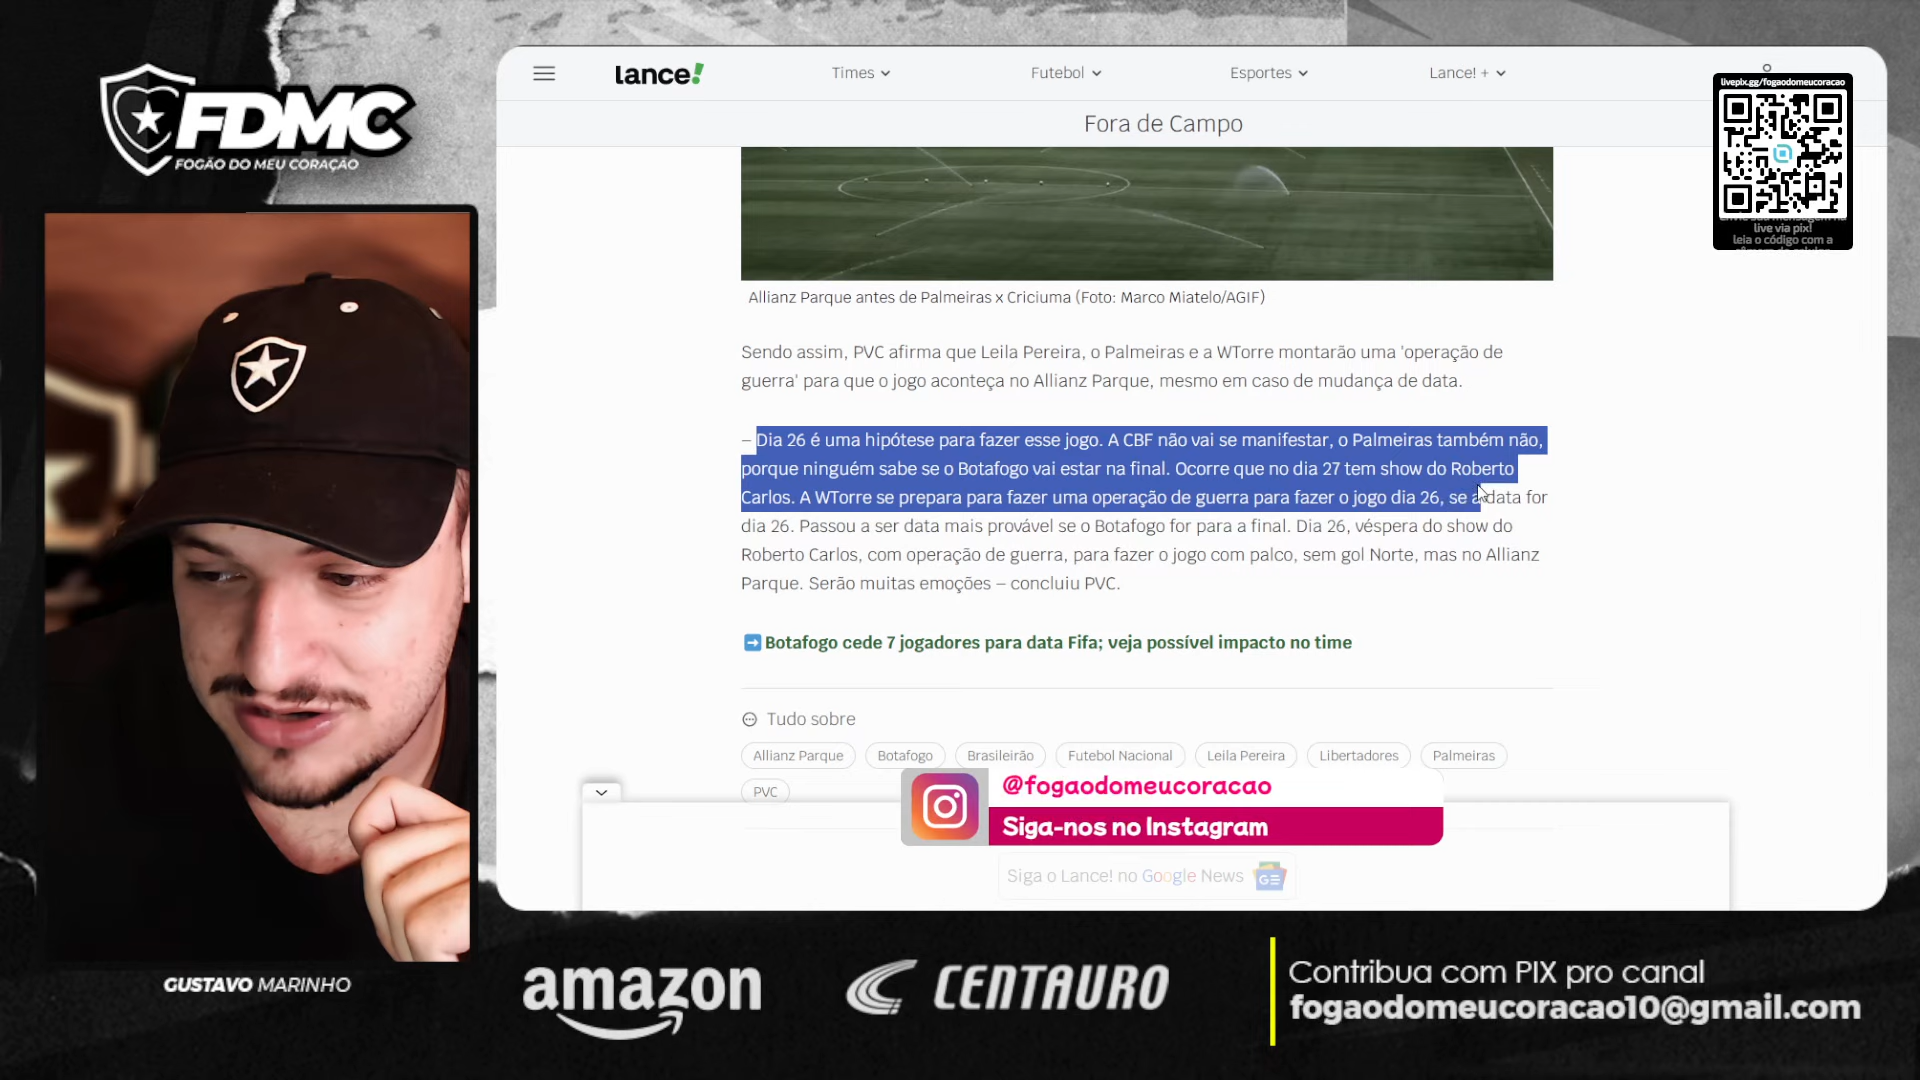 FDMC
FOGÃO DO MEU CORAÇÃO
lance!
Times
Futebol
Esportes
Lance! +
Fora de Campo
livepix.gg/fogaodomeucoracao
live via pix!
leia o código com a
Allianz Parque antes de Palmeiras x Criciuma (Foto: Marco Miatelo/AGIF)
Sendo assim, PVC afirma que Leila Pereira, o Palmeiras e a WTorre montarão uma 'operação de
guerra' para que o jogo aconteça no Allianz Parque, mesmo em caso de mudança de data.
– Dia 26 é uma hipótese para fazer esse jogo. A CBF não vai se manifestar, o Palmeiras também não,
porque ninguém sabe se o Botafogo vai estar na final. Ocorre que no dia 27 tem show do Roberto
Carlos. A WTorre se prepara para fazer uma operação de guerra para fazer o jogo dia 26, se a data for
dia 26. Passou a ser data mais provável se o Botafogo for para a final. Dia 26, véspera do show do
Roberto Carlos, com operação de guerra, para fazer o jogo com palco, sem gol Norte, mas no Allianz
Parque. Serão muitas emoções – concluiu PVC.
Botafogo cede 7 jogadores para data Fifa; veja possível impacto no time
Tudo sobre
Allianz Parque
Botafogo
Brasileirão
Futebol Nacional
Leila Pereira
Libertadores
Palmeiras
PVC
@fogaodomeucoracao
Siga-nos no Instagram
Siga o Lance! no Google News
GUSTAVO MARINHO
amazon
CENTAURO
Contribua com PIX pro canal
fogaodomeucoracao10@gmail.com